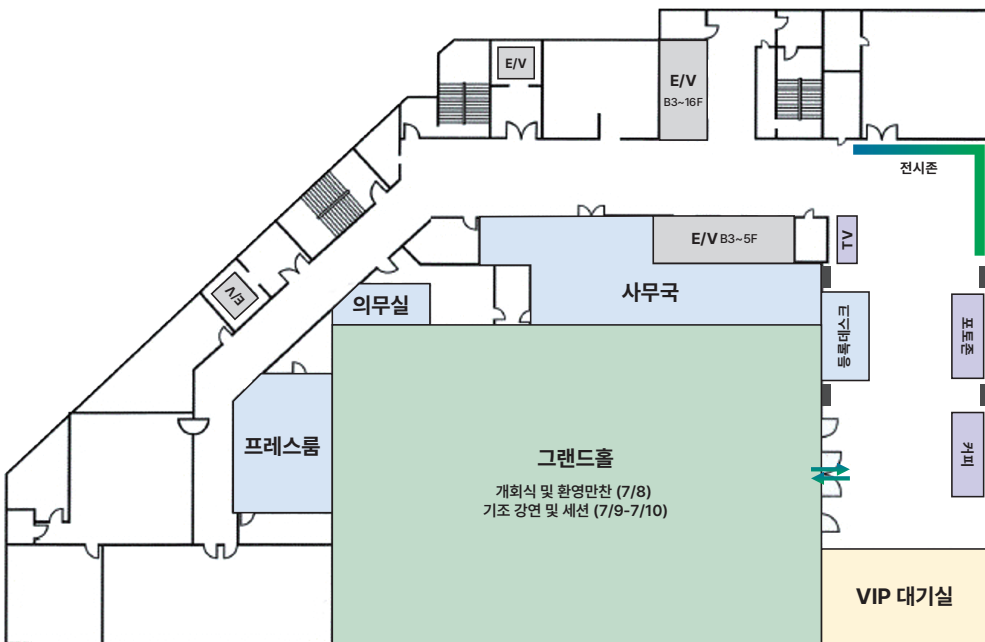 E/V
E/V
B3~16F
전시존
E/V B3~5F
TV
E/V
의무실
사무국
등록데스크
포토존
프레스룸
그랜드홀
커피
개회식 및 환영만찬 (7/8)
기조 강연 및 세션 (7/9-7/10)
VIP 대기실